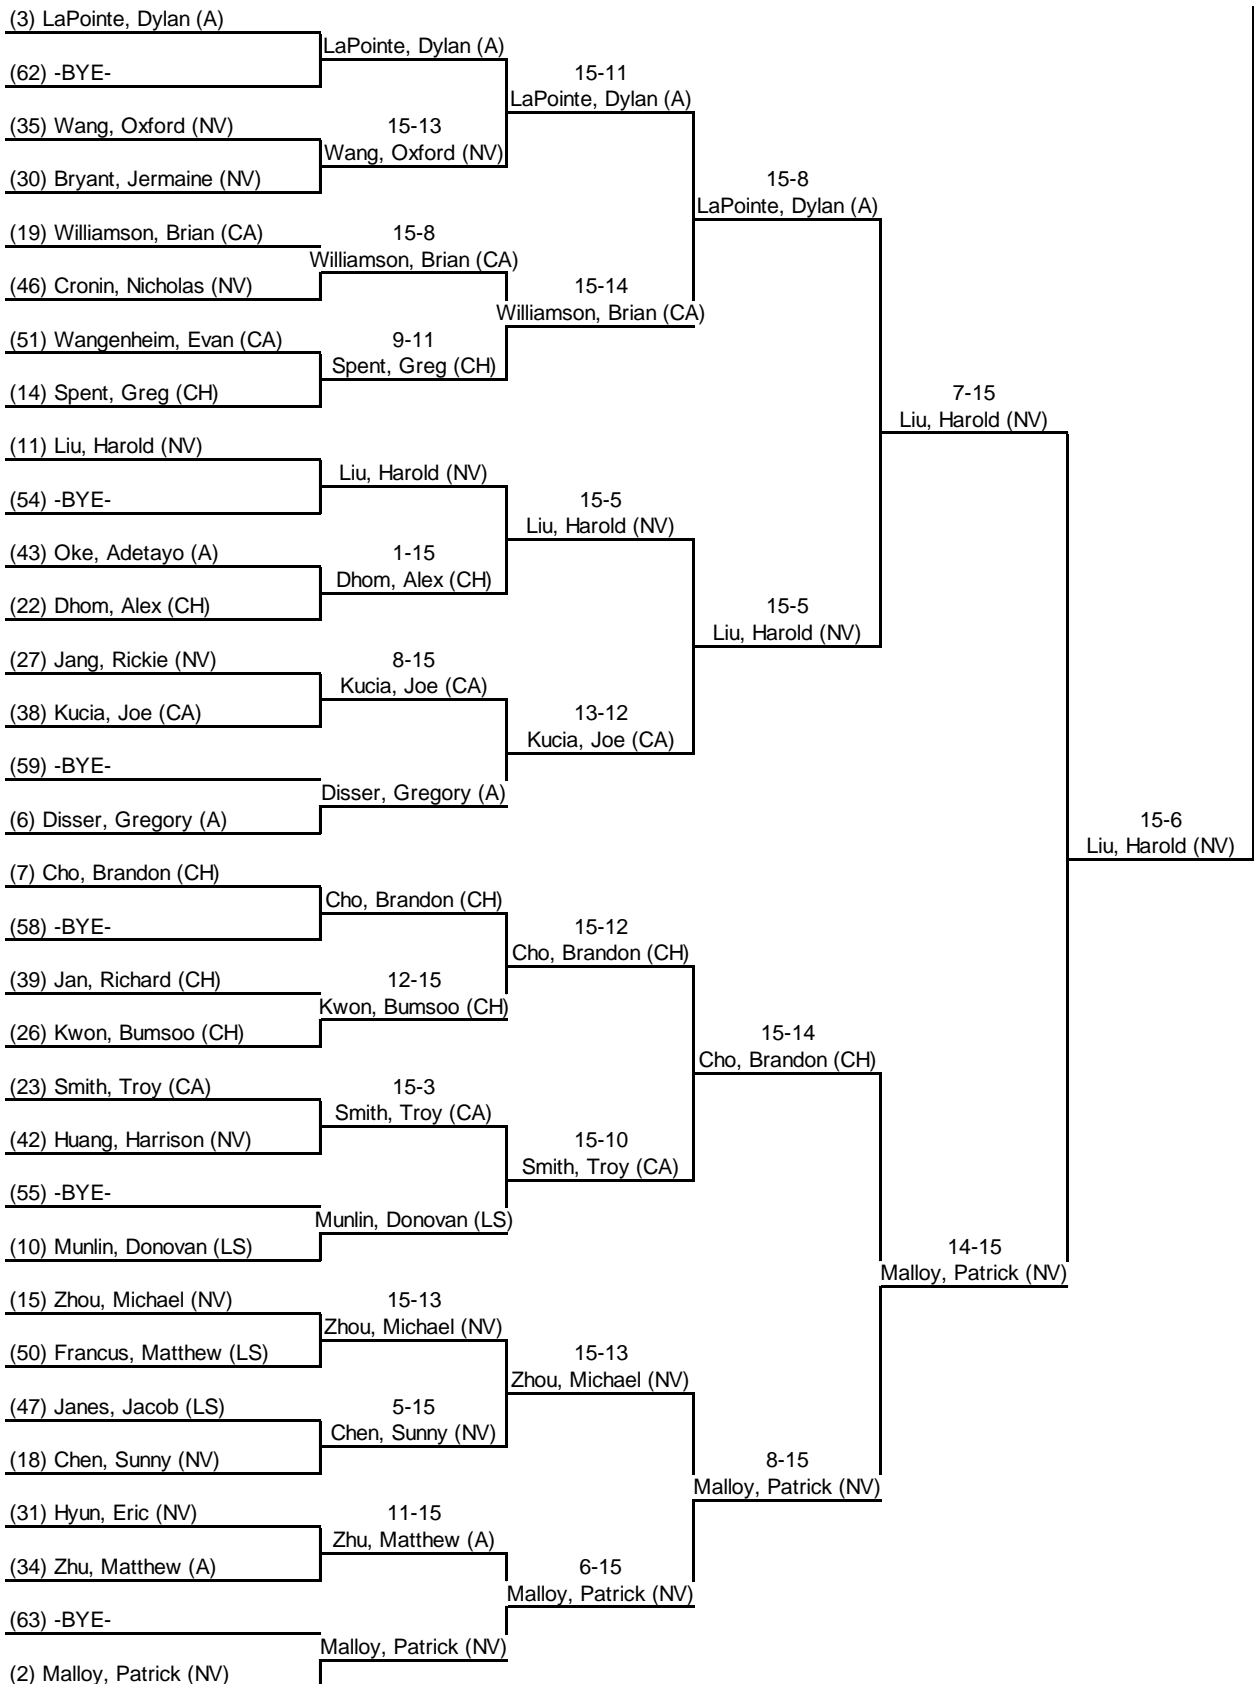 (3) LaPointe, Dylan (A)
LaPointe, Dylan (A)
(62) -BYE-
15-11
LaPointe, Dylan (A)
(35) Wang, Oxford (NV)
15-13
Wang, Oxford (NV)
(30) Bryant, Jermaine (NV)
15-8
LaPointe, Dylan (A)
(19) Williamson, Brian (CA)
15-8
Williamson, Brian (CA)
(46) Cronin, Nicholas (NV)
15-14
Williamson, Brian (CA)
(51) Wangenheim, Evan (CA)
9-11
Spent, Greg (CH)
(14) Spent, Greg (CH)
7-15
Liu, Harold (NV)
(11) Liu, Harold (NV)
Liu, Harold (NV)
(54) -BYE-
15-5
Liu, Harold (NV)
(43) Oke, Adetayo (A)
1-15
Dhom, Alex (CH)
(22) Dhom, Alex (CH)
15-5
Liu, Harold (NV)
(27) Jang, Rickie (NV)
8-15
Kucia, Joe (CA)
(38) Kucia, Joe (CA)
13-12
Kucia, Joe (CA)
(59) -BYE-
Disser, Gregory (A)
(6) Disser, Gregory (A)
15-6
Liu, Harold (NV)
(7) Cho, Brandon (CH)
Cho, Brandon (CH)
(58) -BYE-
15-12
Cho, Brandon (CH)
(39) Jan, Richard (CH)
12-15
Kwon, Bumsoo (CH)
(26) Kwon, Bumsoo (CH)
15-14
Cho, Brandon (CH)
(23) Smith, Troy (CA)
15-3
Smith, Troy (CA)
(42) Huang, Harrison (NV)
15-10
Smith, Troy (CA)
(55) -BYE-
Munlin, Donovan (LS)
(10) Munlin, Donovan (LS)
14-15
Malloy, Patrick (NV)
(15) Zhou, Michael (NV)
15-13
Zhou, Michael (NV)
(50) Francus, Matthew (LS)
15-13
Zhou, Michael (NV)
(47) Janes, Jacob (LS)
5-15
Chen, Sunny (NV)
(18) Chen, Sunny (NV)
8-15
Malloy, Patrick (NV)
(31) Hyun, Eric (NV)
11-15
Zhu, Matthew (A)
(34) Zhu, Matthew (A)
6-15
Malloy, Patrick (NV)
(63) -BYE-
Malloy, Patrick (NV)
(2) Malloy, Patrick (NV)